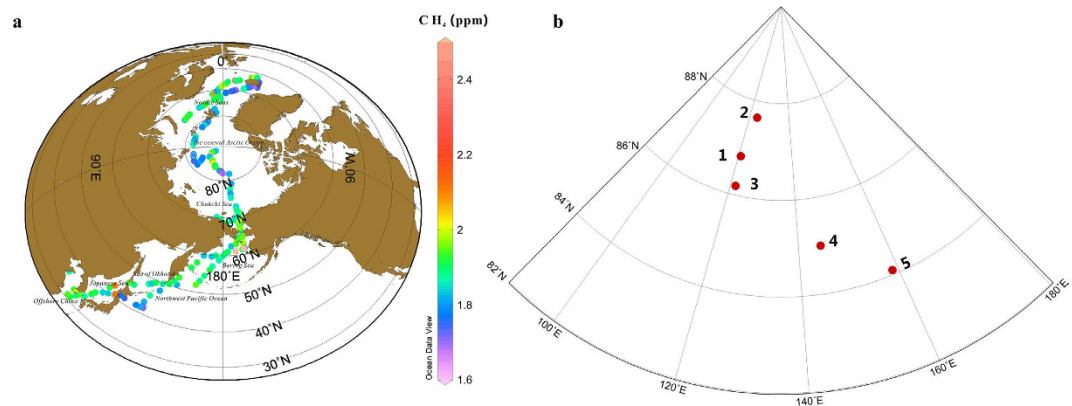 a
CH₄ (ppm)
b
0°
Nordic Seas
The central Arctic Ocean
90°E
90°W
80°N
Chukchi Sea
70°N
60°N
Bering Sea
180°E
Sea of Okhotsk
Japanese Sea
Offshore China
Northwest Pacific Ocean
50°N
40°N
30°N
2.4
2.2
2
1.8
1.6
Ocean Data View
88°N
86°N
84°N
82°N
2
1
3
4
5
100°E
120°E
140°E
160°E
180°E